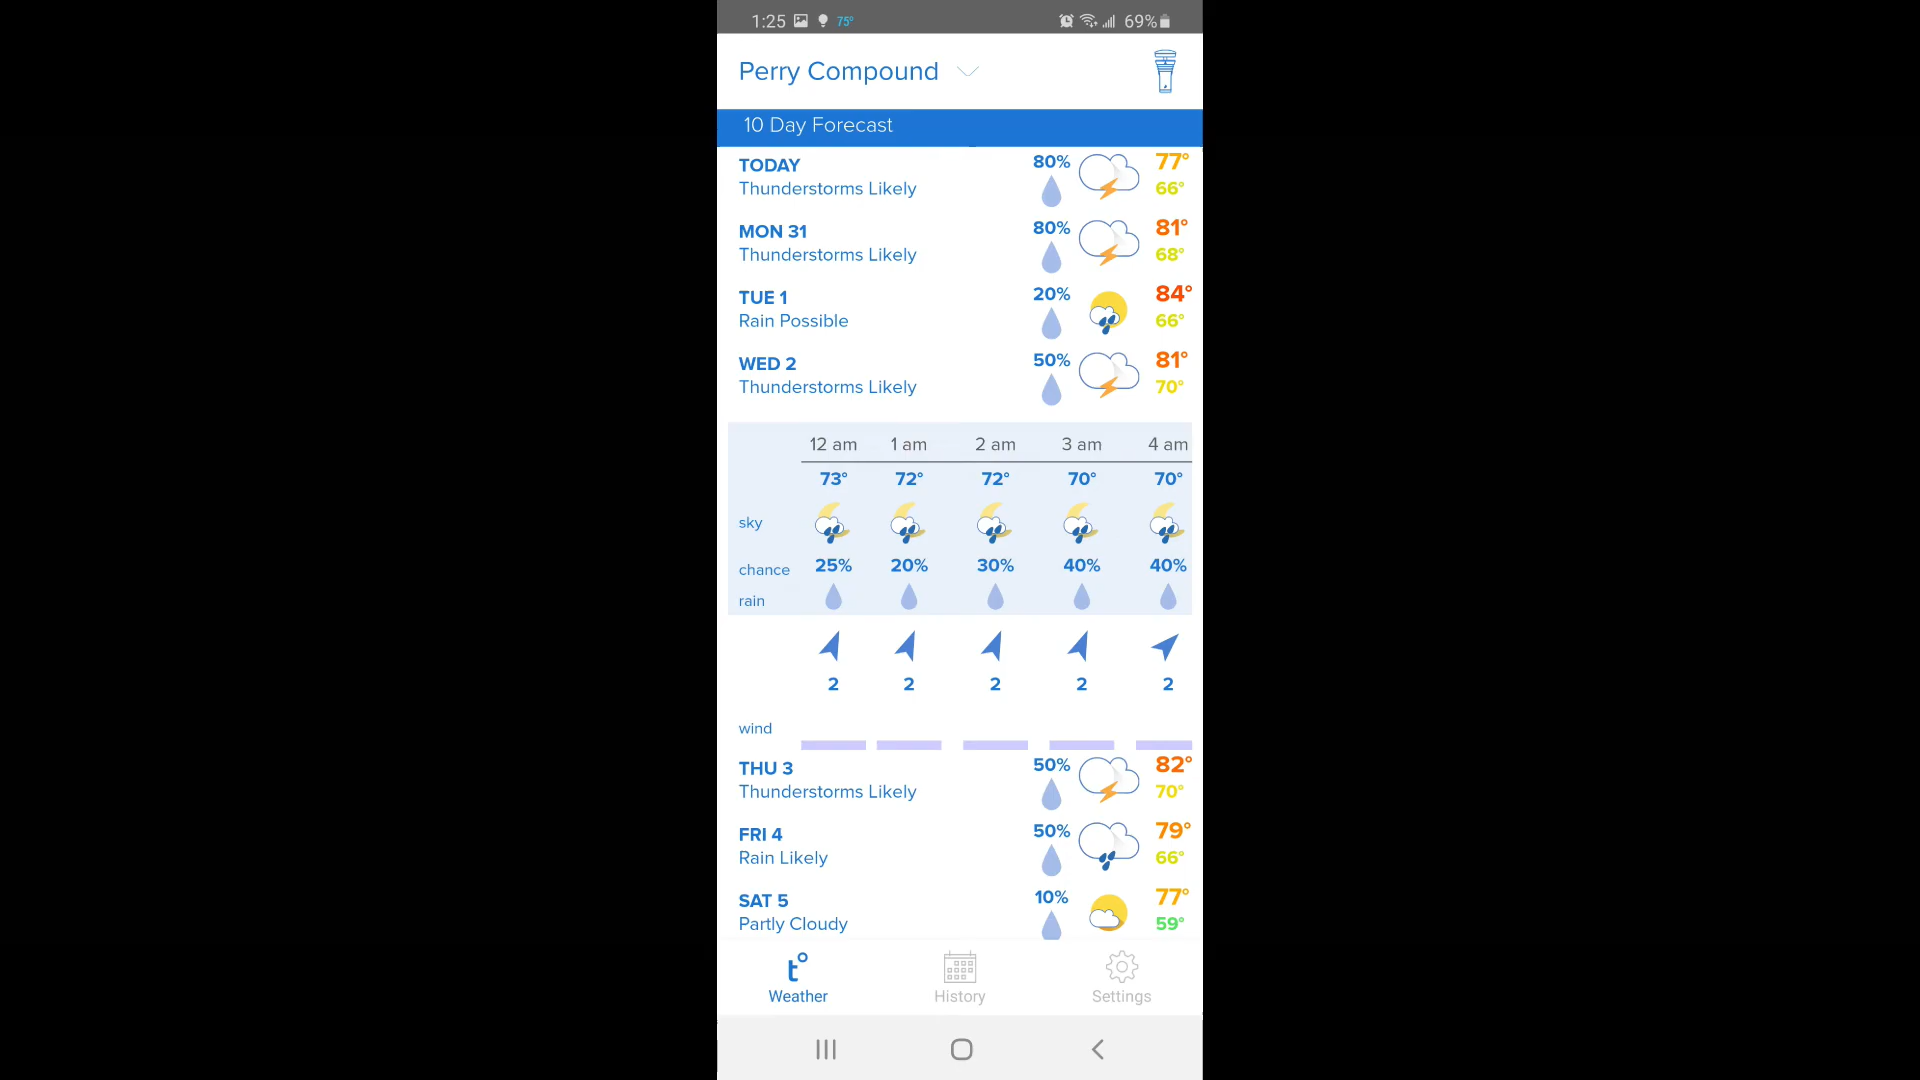 1:25 75° 69%
Perry Compound
10 Day Forecast
TODAY 80% 77°
Thunderstorms Likely 66°
MON 31 80% 81°
Thunderstorms Likely 68°
TUE 1 20% 84°
Rain Possible 66°
WED 2 50% 81°
Thunderstorms Likely 70°
12 am 1 am 2 am 3 am 4 am
73° 72° 72° 70° 70°
sky
chance 25% 20% 30% 40% 40%
rain
2 2 2 2 2
wind
THU 3 50% 82°
Thunderstorms Likely 70°
FRI 4 50% 79°
Rain Likely 66°
SAT 5 10% 77°
Partly Cloudy 59°
t°
Weather History Settings